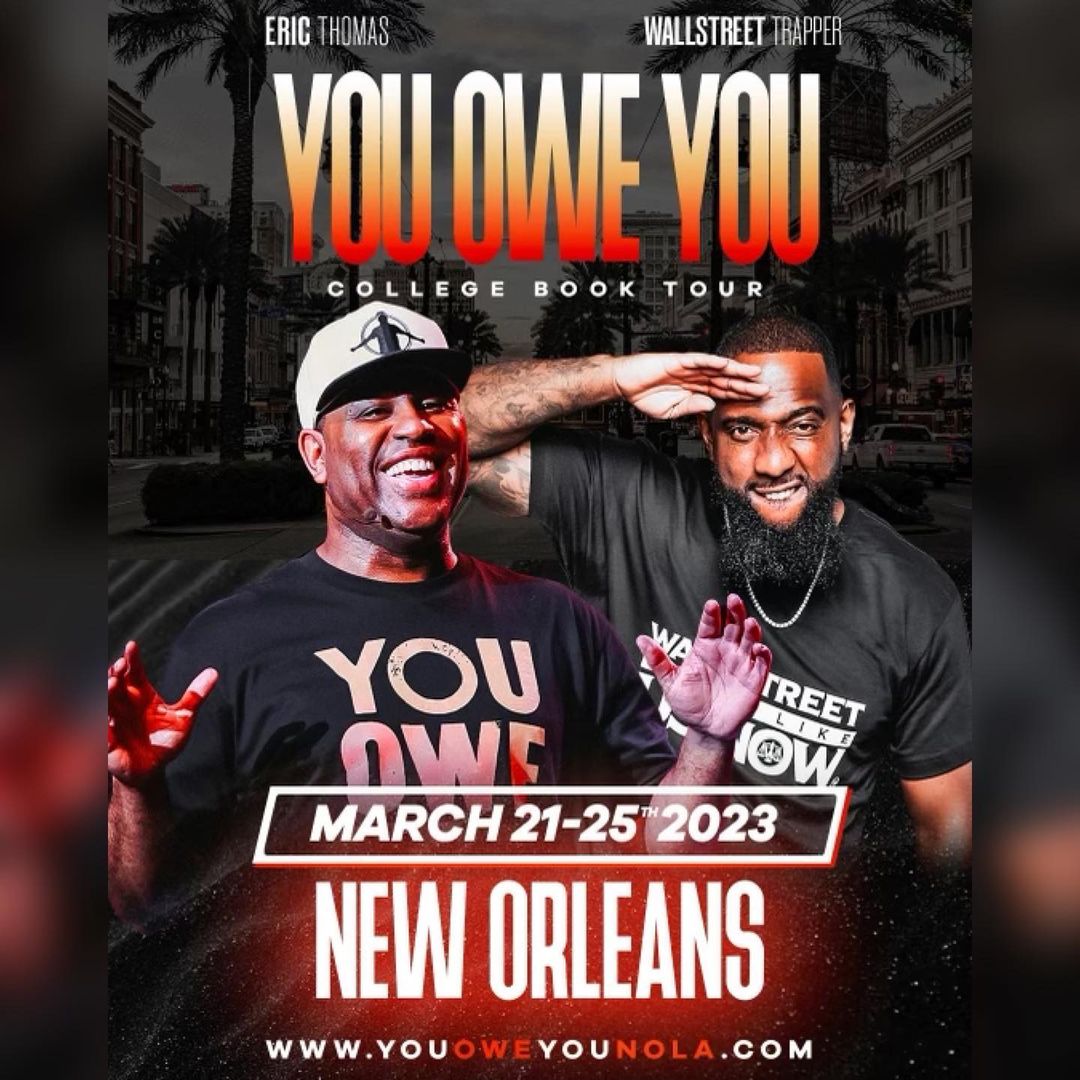 ERIC THOMAS
WALLSTREET TRAPPER
YOU OWE YOU
COLLEGE BOOK TOUR
YOU
OWE
STREET
LIKE
NOW
MARCH 21-25TH 2023
NEW ORLEANS
WWW.YOUOWEYOUNOLA.COM